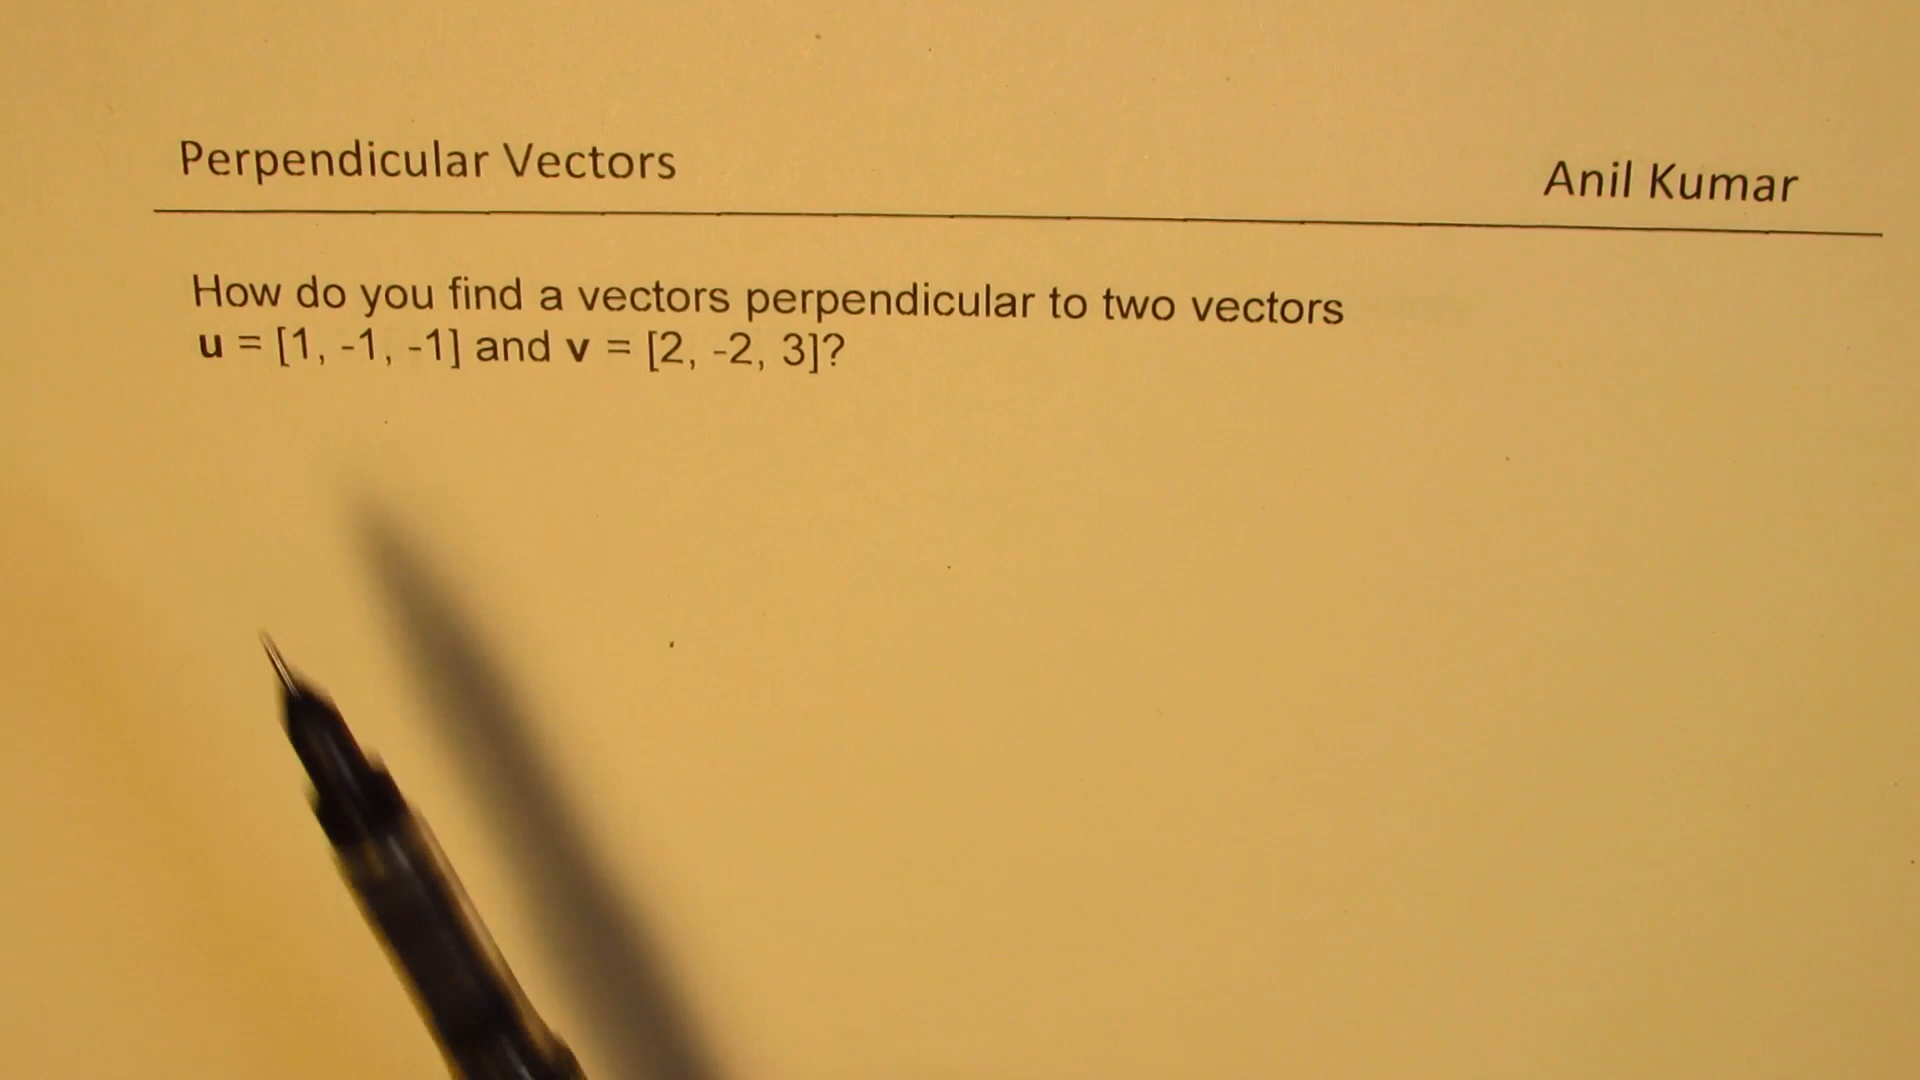 Perpendicular Vectors
Anil Kumar
How do you find a vectors perpendicular to two vectors
u = [1, -1, -1] and v = [2, -2, 3]?